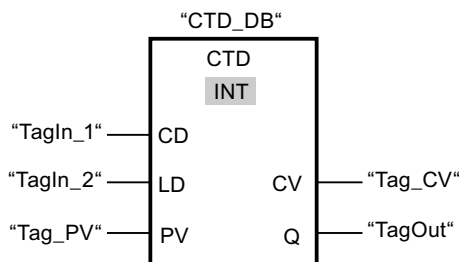 “CTD_DB“
CTD
INT
“TagIn_1“ CD
“TagIn_2“ LD CV “Tag_CV“
“Tag_PV“ PV Q “TagOut“